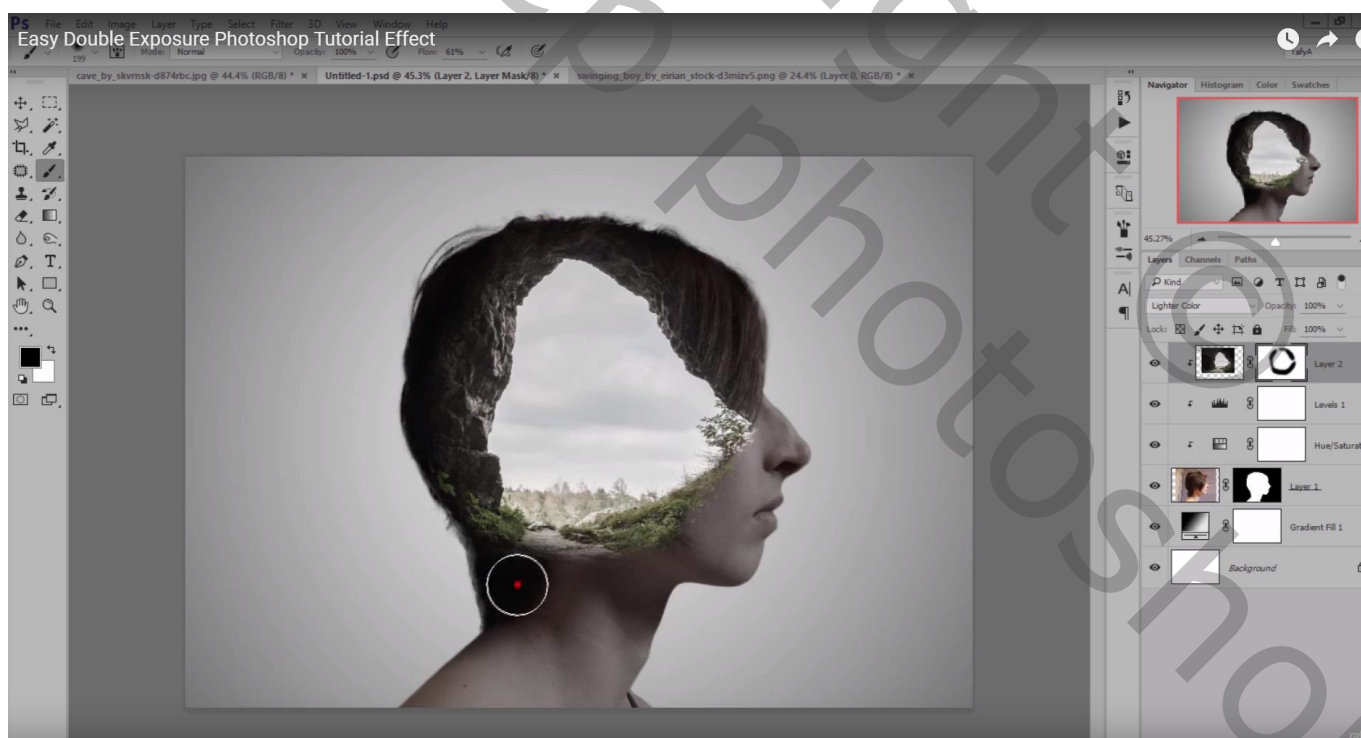 Ps File Edit Image Layer Type Select Filter 3D View Window Help
Easy Double Exposure Photoshop Tutorial Effect
199 Mode: Normal Opacity: 100% Flow: 61%
cave_by_skvrnsk-d874rbc.jpg @ 44.4% (RGB/8) * × Untitled-1.psd @ 45.3% (Layer 2, Layer Mask/8) * × swinging_boy_by_eirian_stock-d3mizv5.png @ 24.4% (Layer 0, RGB/8) * ×
Navigator Histogram Color Swatches
45.27%
Layers Channels Paths
Kind
Lighter Color Opacity: 100%
Lock: Fill: 100%
Layer 2
Levels 1
Hue/Saturat
Layer 1
Gradient Fill 1
Background
©
photosho